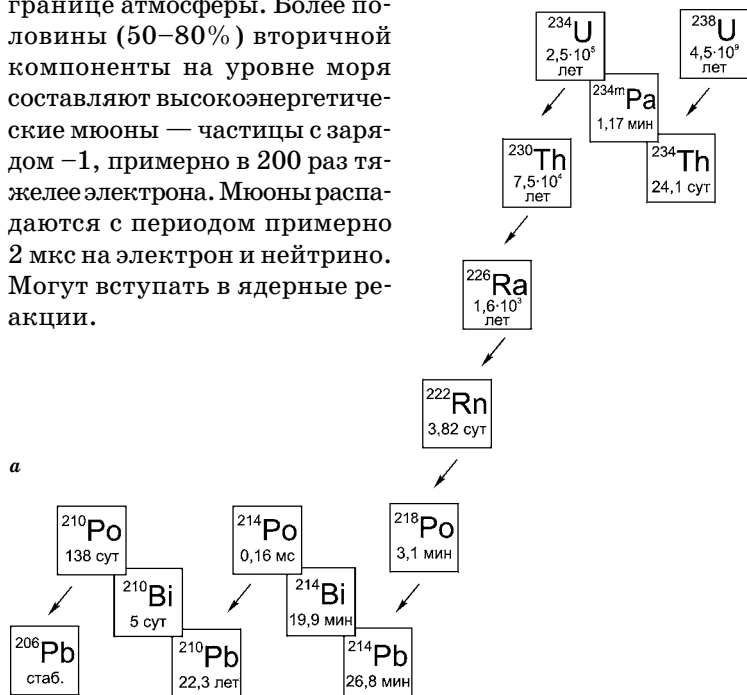 границе атмосферы. Более по-
ловины (50–80%) вторичной
компоненты на уровне моря
составляют высокоэнергетиче-
ские мюоны — частицы с заря-
дом –1, примерно в 200 раз тя-
желее электрона. Мюоны распа-
даются с периодом примерно
2 мкс на электрон и нейтрино.
Могут вступать в ядерные ре-
акции.
²³⁴U
2,5·10⁵
лет
²³⁸U
4,5·10⁹
лет
²³⁴ᵐPa
1,17 мин
²³⁰Th
7,5·10⁴
лет
²³⁴Th
24,1 сут
²²⁶Ra
1,6·10³
лет
²²²Rn
3,82 сут
а
²¹⁰Po
138 сут
²¹⁴Po
0,16 мс
²¹⁸Po
3,1 мин
²¹⁰Bi
5 сут
²¹⁴Bi
19,9 мин
²⁰⁶Pb
стаб.
²¹⁰Pb
22,3 лет
²¹⁴Pb
26,8 мин